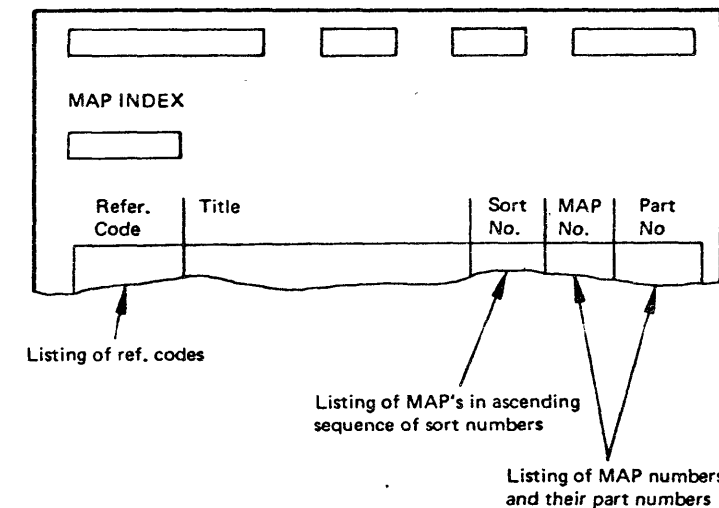 MAP INDEX
Refer. Title Sort MAP Part
Code No. No. No
Listing of ref. codes
Listing of MAP's in ascending
sequence of sort numbers
Listing of MAP numbers
and their part numbers